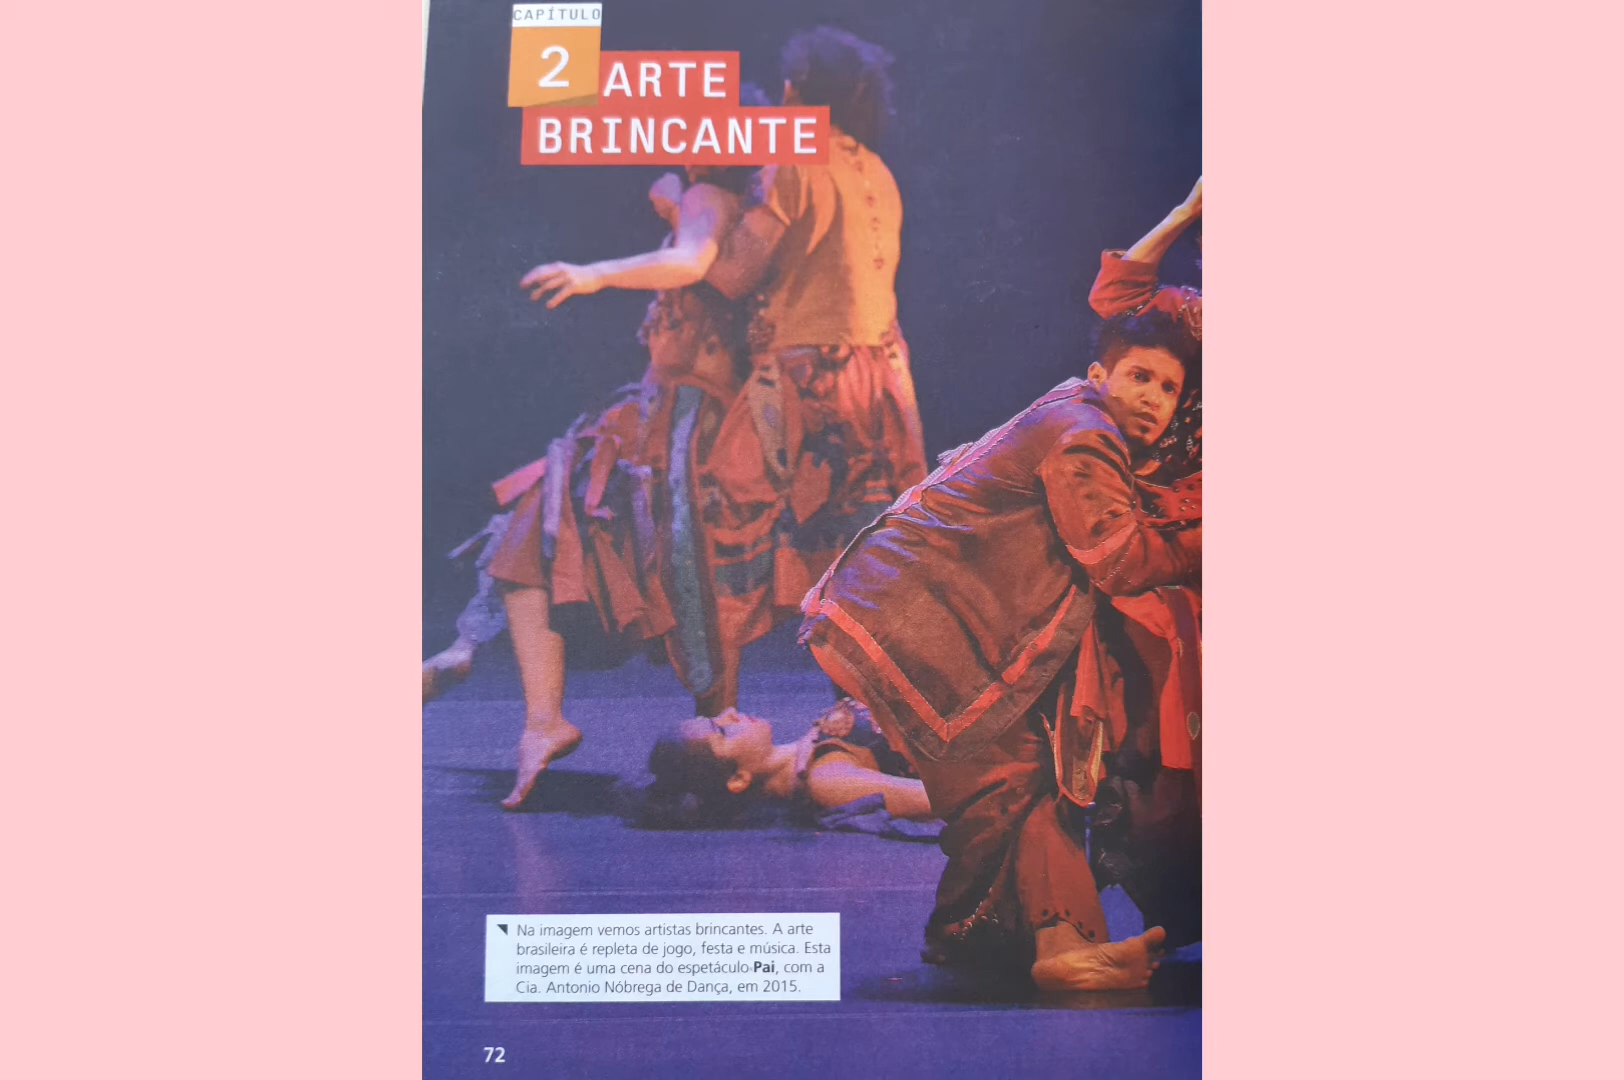 CAPÍTULO
2
ARTE
BRINCANTE
Na imagem vemos artistas brincantes. A arte
brasileira é repleta de jogo, festa e música. Esta
imagem é uma cena do espetáculo Pai, com a
Cia. Antonio Nóbrega de Dança, em 2015.
72